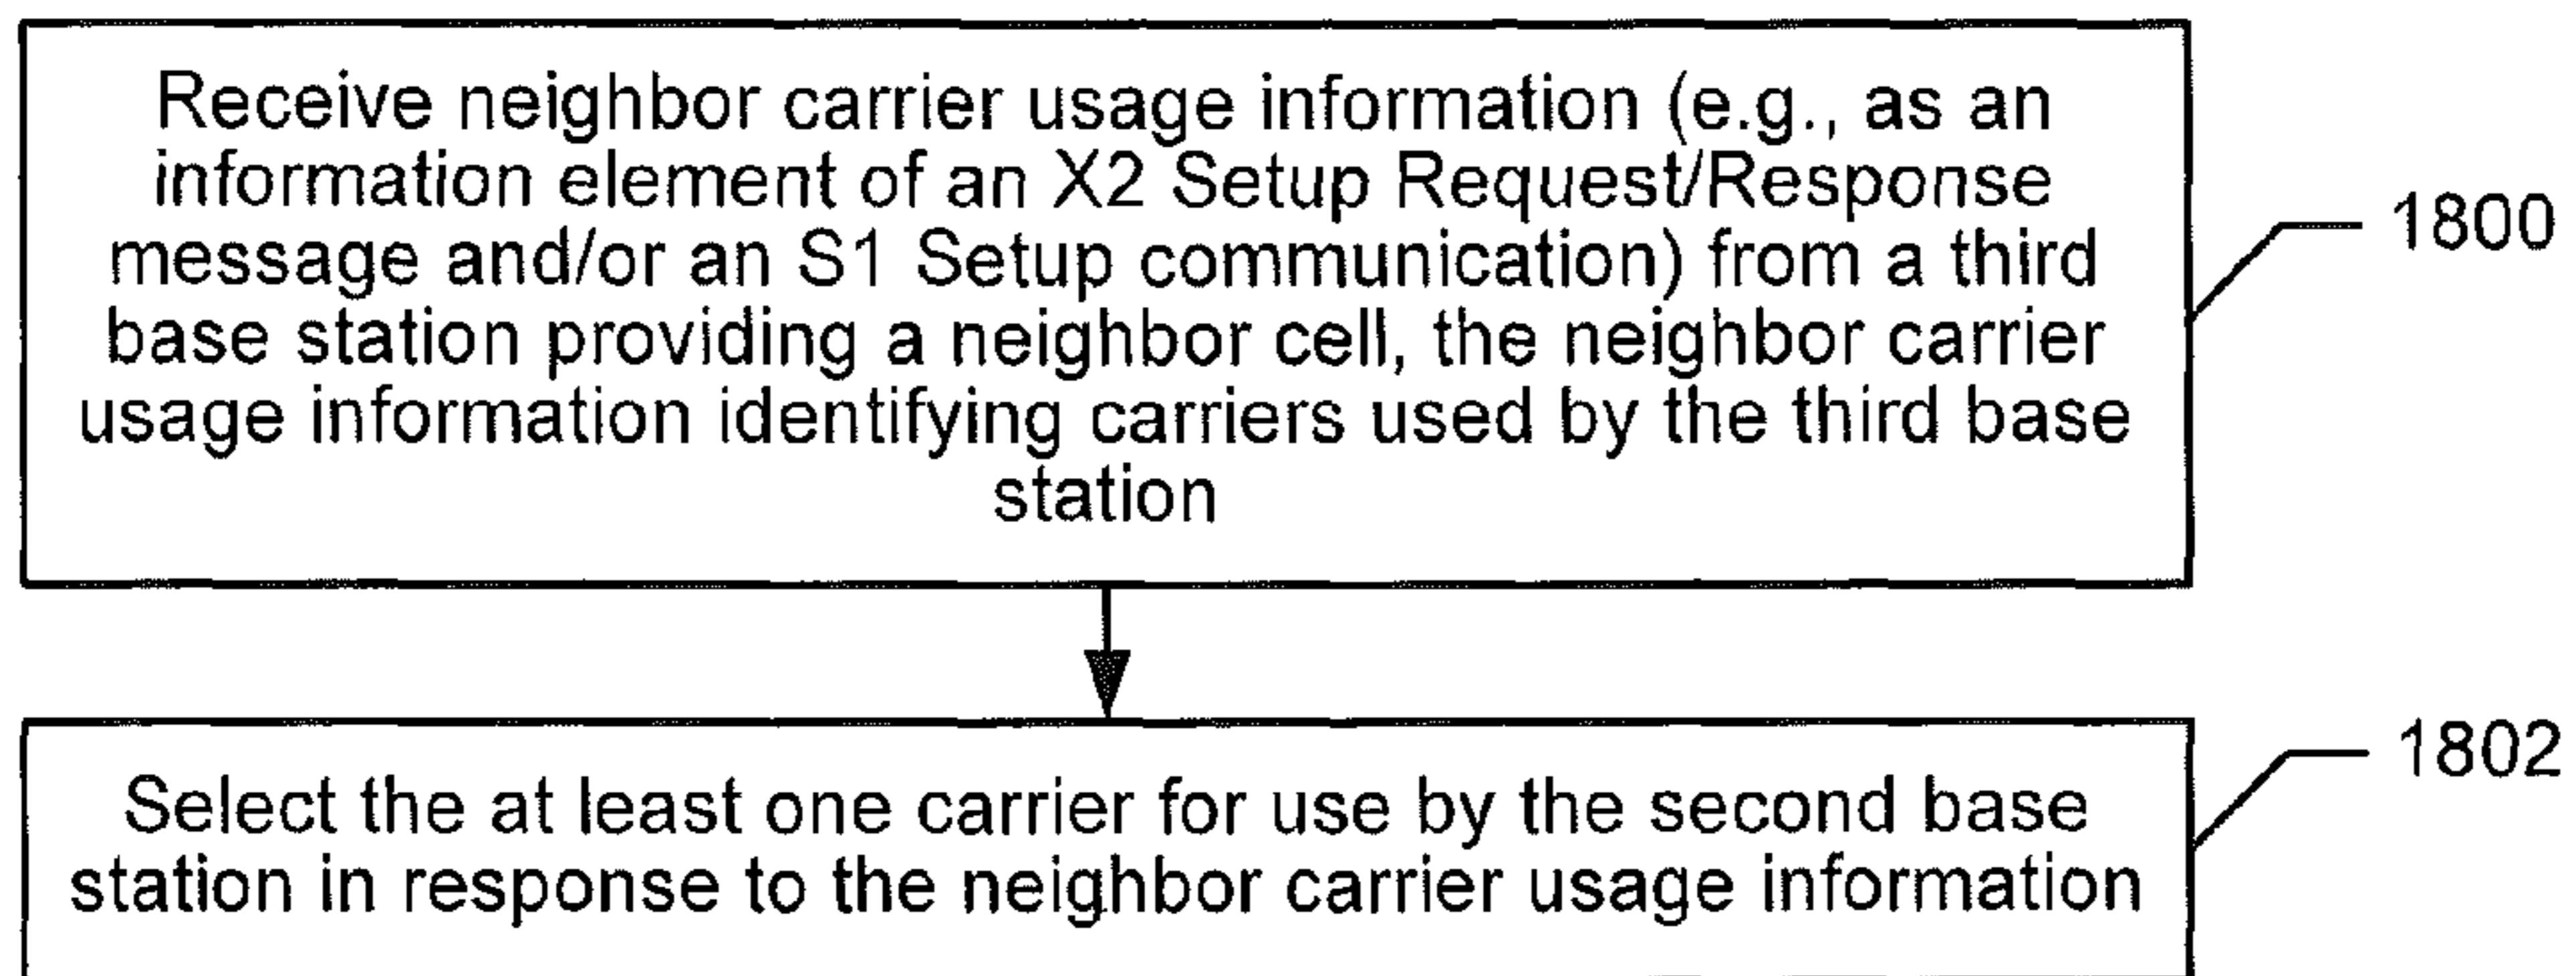 Receive neighbor carrier usage information (e.g., as an
information element of an X2 Setup Request/Response
message and/or an S1 Setup communication) from a third
base station providing a neighbor cell, the neighbor carrier
usage information identifying carriers used by the third base
station
1800
Select the at least one carrier for use by the second base
station in response to the neighbor carrier usage information
1802